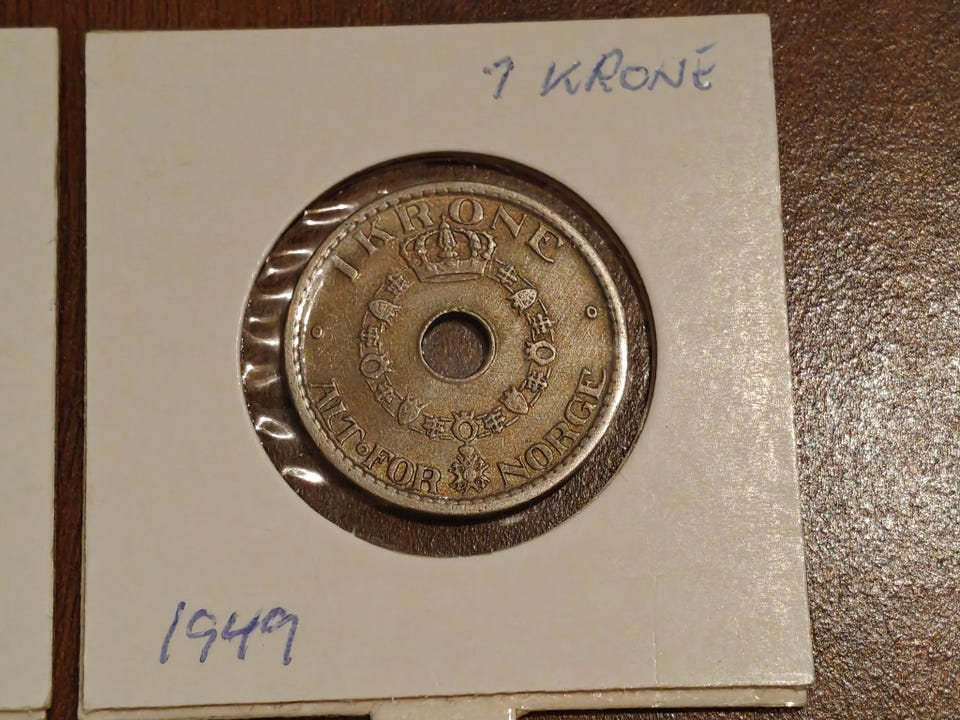 1 KRONE
1 KRONE
ALT·FOR NORGE
1949